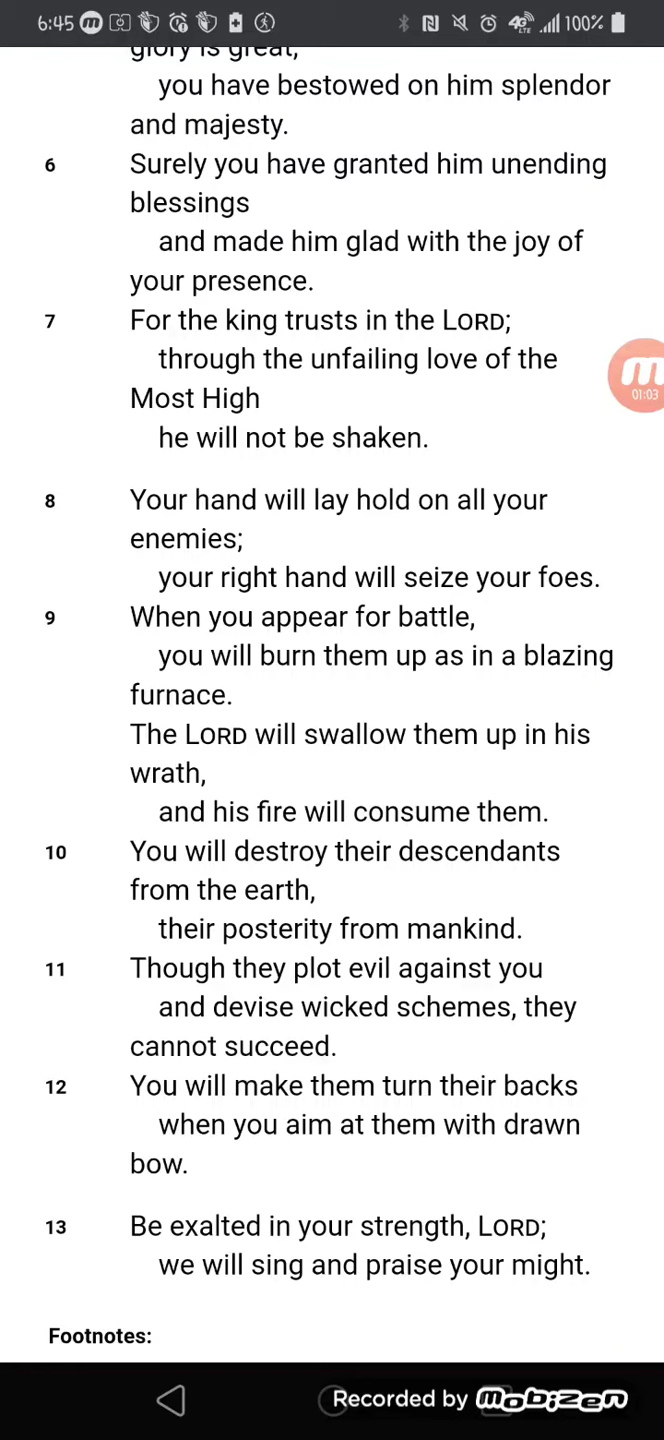 6:45
4G LTE 100%
glory is great,
you have bestowed on him splendor
and majesty.
6 Surely you have granted him unending
blessings
and made him glad with the joy of
your presence.
7 For the king trusts in the LORD;
through the unfailing love of the
Most High
he will not be shaken.
01:03
8 Your hand will lay hold on all your
enemies;
your right hand will seize your foes.
9 When you appear for battle,
you will burn them up as in a blazing
furnace.
The LORD will swallow them up in his
wrath,
and his fire will consume them.
10 You will destroy their descendants
from the earth,
their posterity from mankind.
11 Though they plot evil against you
and devise wicked schemes, they
cannot succeed.
12 You will make them turn their backs
when you aim at them with drawn
bow.
13 Be exalted in your strength, LORD;
we will sing and praise your might.
Footnotes:
Recorded by mobizen